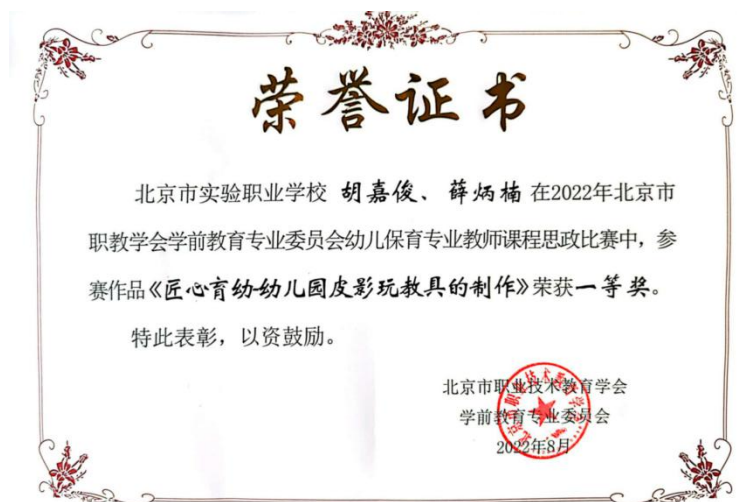 荣誉证书
北京市实验职业学校 胡嘉俊、薛炳楠 在2022年北京市
职教学会学前教育专业委员会幼儿保育专业教师课程思政比赛中，参
赛作品《匠心育幼-幼儿园皮影玩教具的制作》荣获一等奖。
特此表彰，以资鼓励。
北京市职业技术教育学会
学前教育专业委员会
2022年8月